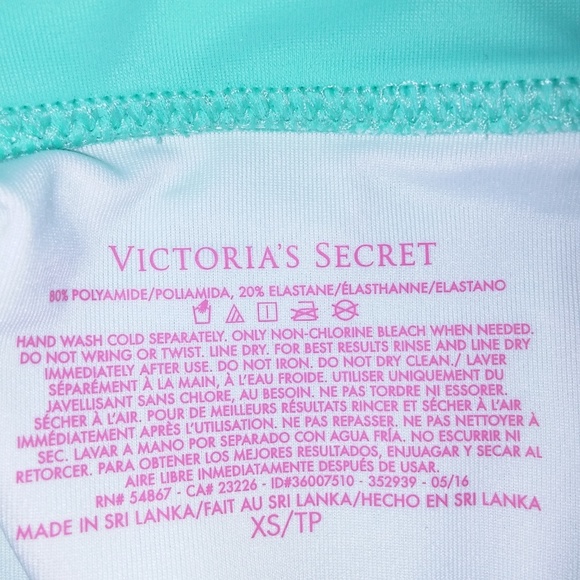 VICTORIA'S SECRET
80% POLYAMIDE/POLIAMIDA, 20% ELASTANE/ÉLASTHANNE/ELASTANO
HAND WASH COLD SEPARATELY. ONLY NON-CHLORINE BLEACH WHEN NEEDED.
DO NOT WRING OR TWIST. LINE DRY. FOR BEST RESULTS RINSE AND LINE DRY
IMMEDIATELY AFTER USE. DO NOT IRON. DO NOT DRY CLEAN./ LAVER
SÉPARÉMENT À LA MAIN, À L'EAU FROIDE. UTILISER UNIQUEMENT DU
JAVELLISANT SANS CHLORE, AU BESOIN. NE PAS TORDRE NI ESSORER.
SÉCHER À L'AIR. POUR DE MEILLEURS RÉSULTATS RINCER ET SÉCHER À L'AIR
IMMÉDIATEMENT APRÈS L'UTILISATION. NE PAS REPASSER. NE PAS NETTOYER À
SEC. LAVAR A MANO POR SEPARADO CON AGUA FRÍA. NO ESCURRIR NI
RETORCER. PARA OBTENER LOS MEJORES RESULTADOS, ENJUAGAR Y SECAR AL
AIRE LIBRE INMEDIATAMENTE DESPUÉS DE USAR.
RN# 54867 - CA# 23226 - ID#36007510 - 352939 - 05/16
MADE IN SRI LANKA/FAIT AU SRI LANKA/HECHO EN SRI LANKA
XS/TP